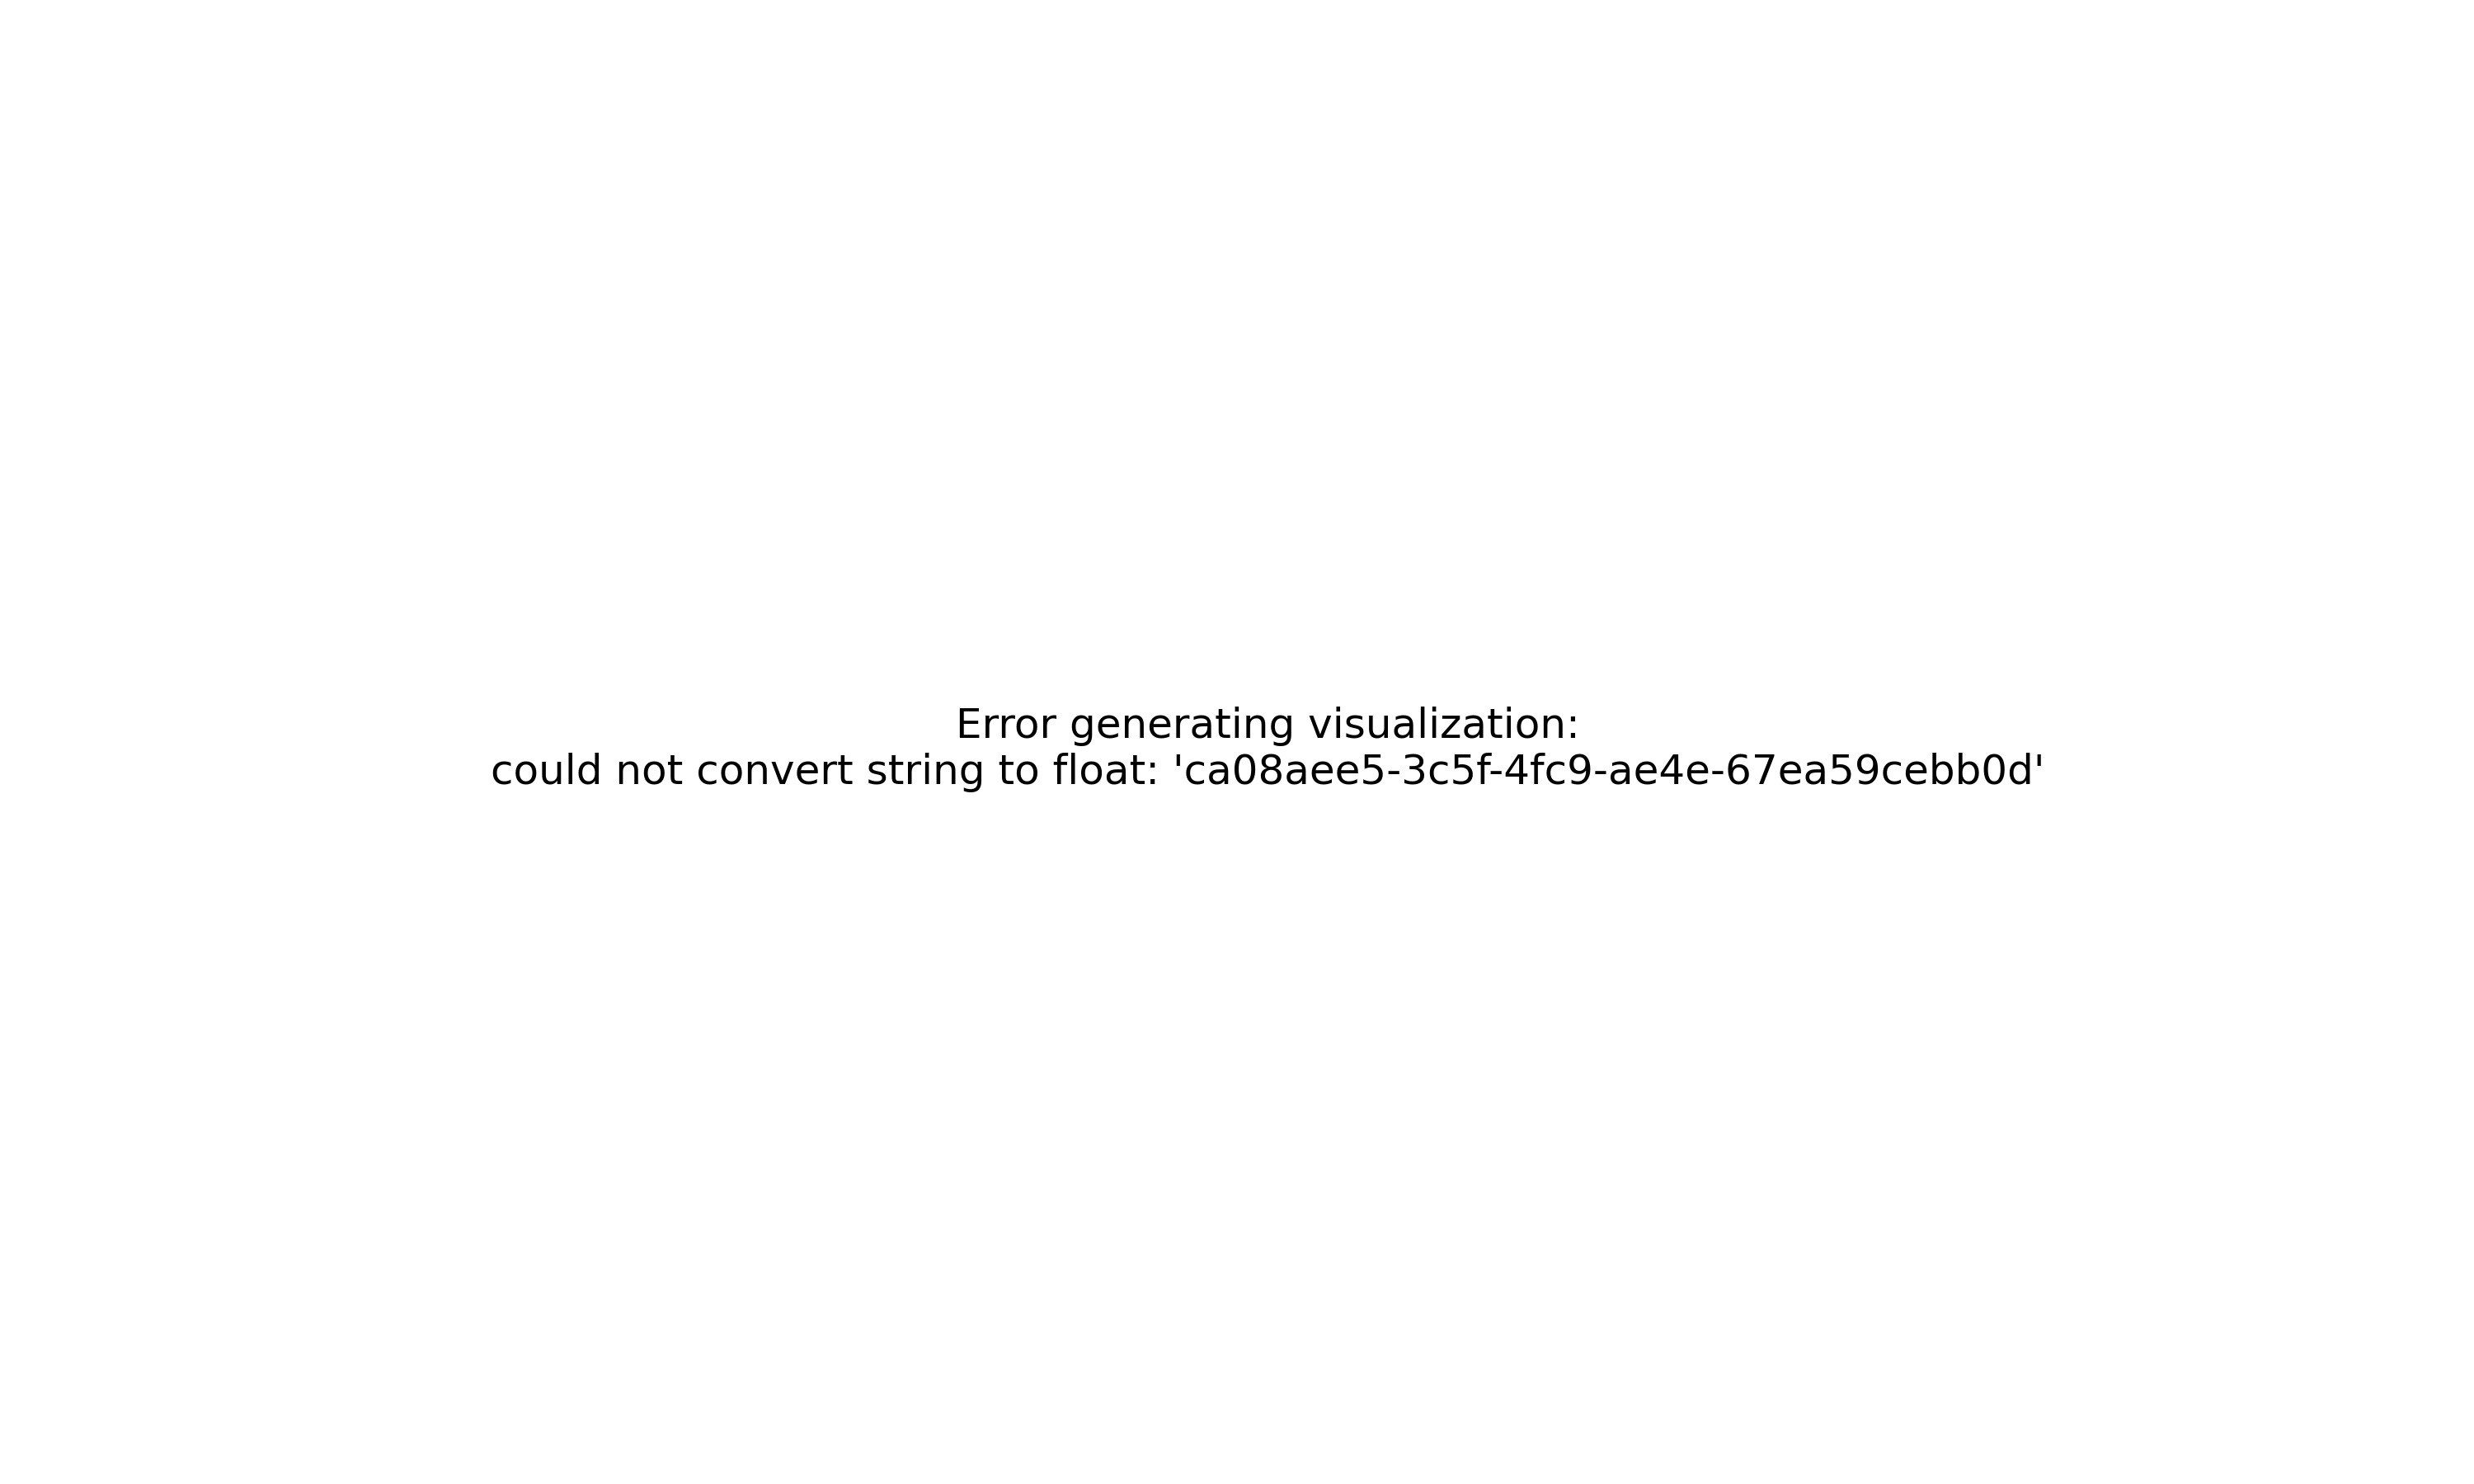 Error generating visualization:
could not convert string to float: 'ca08aee5-3c5f-4fc9-ae4e-67ea59cebb0d'